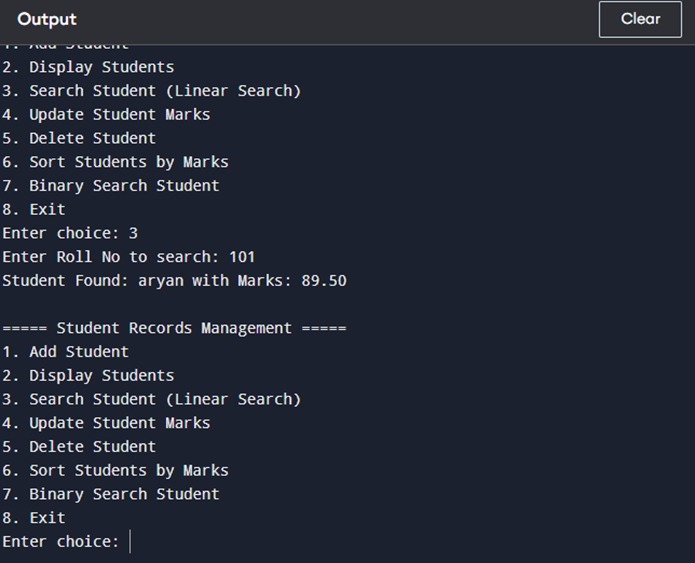 Output
Clear
1. Add Student
2. Display Students
3. Search Student (Linear Search)
4. Update Student Marks
5. Delete Student
6. Sort Students by Marks
7. Binary Search Student
8. Exit
Enter choice: 3
Enter Roll No to search: 101
Student Found: aryan with Marks: 89.50

===== Student Records Management =====
1. Add Student
2. Display Students
3. Search Student (Linear Search)
4. Update Student Marks
5. Delete Student
6. Sort Students by Marks
7. Binary Search Student
8. Exit
Enter choice: